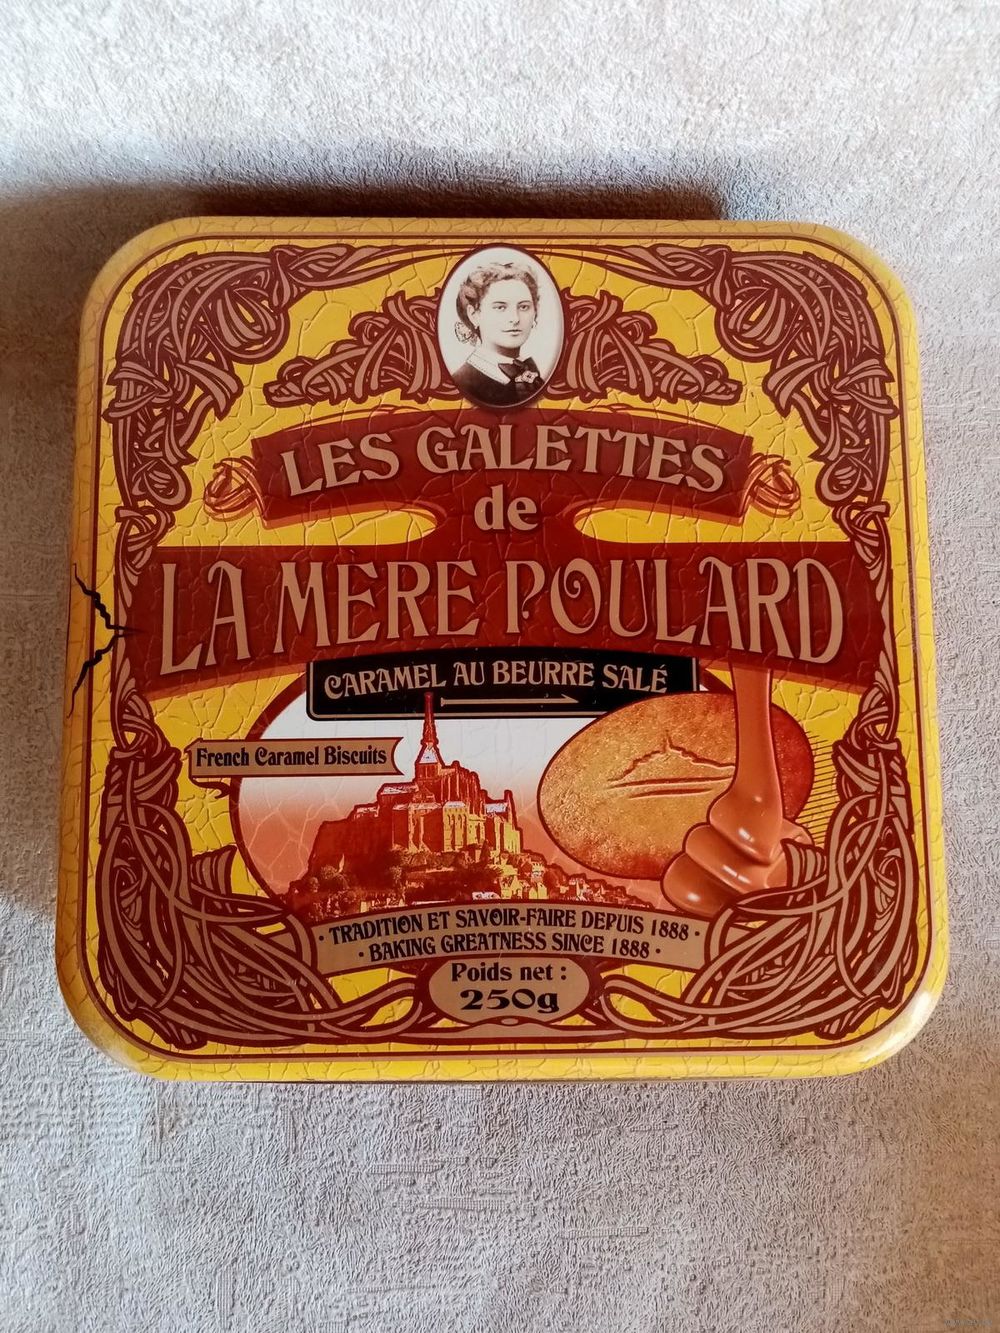 LES GALETTES
de
LA MERE POULARD
CARAMEL AU BEURRE SALÉ
French Caramel Biscuits
· TRADITION ET SAVOIR-FAIRE DEPUIS 1888 ·
· BAKING GREATNESS SINCE 1888 ·
Poids net :
250g